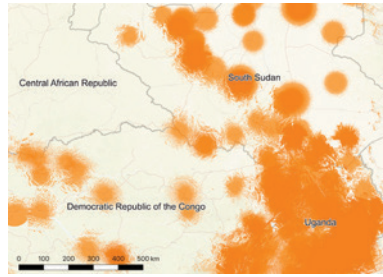 South Sudan
Central African Republic
Democratic Republic of the Congo
Uganda
0 100 200 300 400 500 km